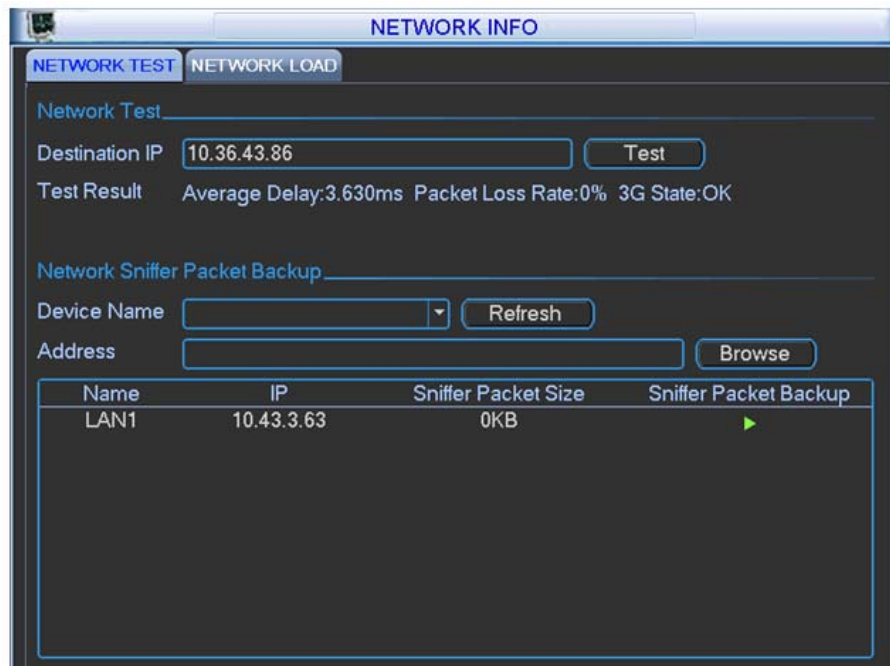 NETWORK INFO
NETWORK TEST NETWORK LOAD
Network Test
Destination IP 10.36.43.86 Test
Test Result Average Delay:3.630ms Packet Loss Rate:0% 3G State:OK
Network Sniffer Packet Backup
Device Name Refresh
Address Browse
Name IP Sniffer Packet Size Sniffer Packet Backup
LAN1 10.43.3.63 0KB